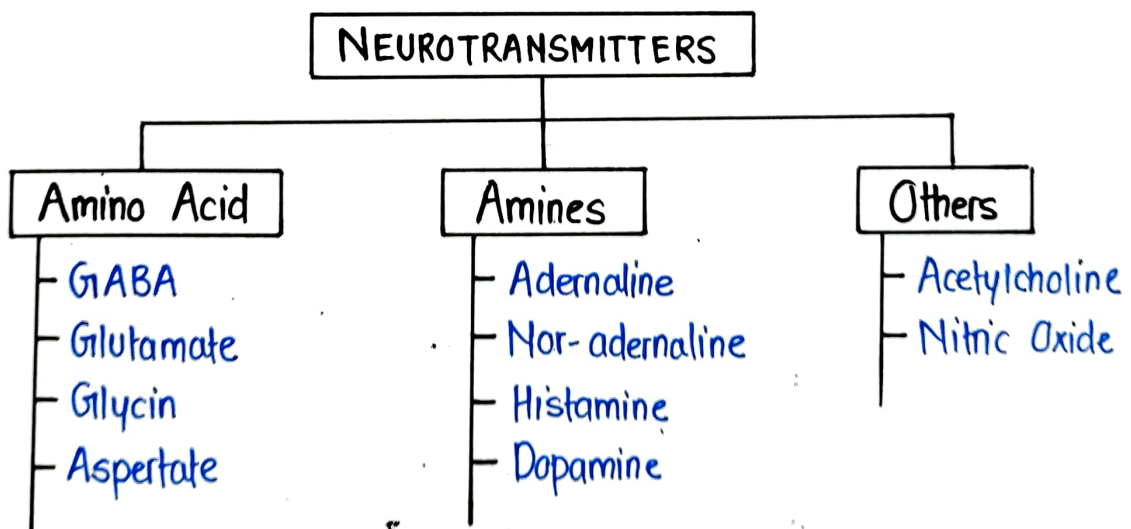 NEUROTRANSMITTERS
Amino Acid
GABA
Glutamate
Glycin
Aspertate
Amines
Adernaline
Nor-adernaline
Histamine
Dopamine
Others
Acetylcholine
Nitric Oxide